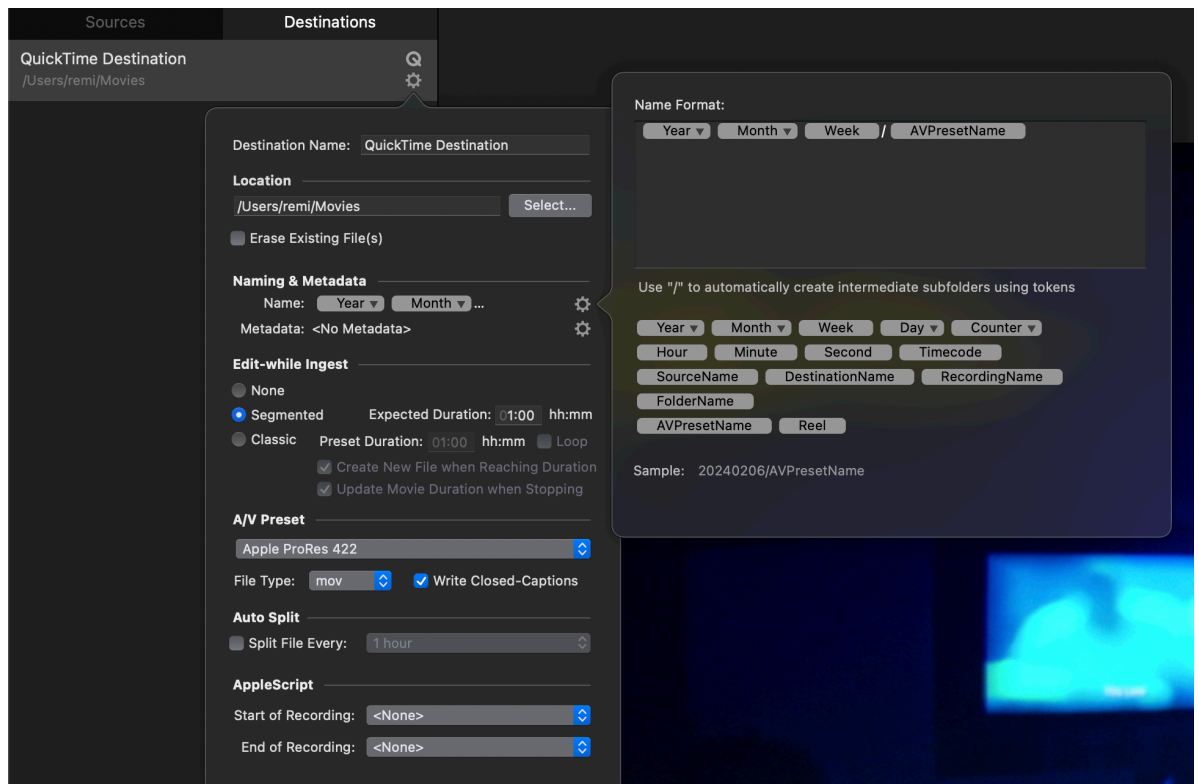 Sources Destinations
QuickTime Destination
/Users/remi/Movies
Destination Name: QuickTime Destination
Location
/Users/remi/Movies Select...
Erase Existing File(s)
Naming & Metadata
Name: Year Month ...
Metadata: <No Metadata>
Edit-while Ingest
None
Segmented Expected Duration: 01:00 hh:mm
Classic Preset Duration: 01:00 hh:mm Loop
Create New File when Reaching Duration
Update Movie Duration when Stopping
A/V Preset
Apple ProRes 422
File Type: mov Write Closed-Captions
Auto Split
Split File Every: 1 hour
AppleScript
Start of Recording: <None>
End of Recording: <None>
Name Format:
Year Month Week / AVPresetName
Use "/" to automatically create intermediate subfolders using tokens
Year Month Week Day Counter
Hour Minute Second Timecode
SourceName DestinationName RecordingName
FolderName
AVPresetName Reel
Sample: 20240206/AVPresetName